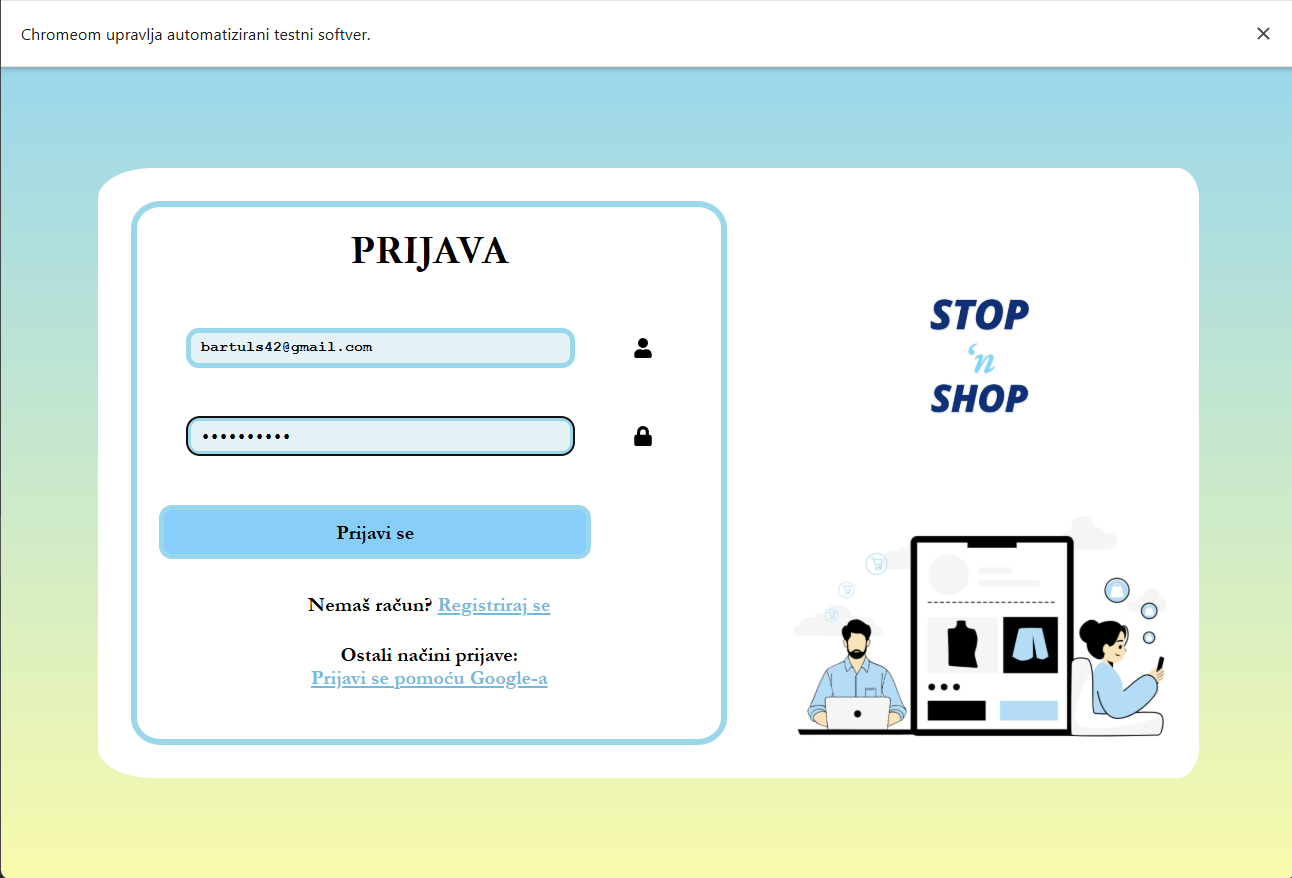 Chromeom upravlja automatizirani testni softver.
PRIJAVA
bartuls42@gmail.com
••••••••••
Prijavi se
Nemaš račun? Registriraj se
Ostali načini prijave:
Prijavi se pomoću Google-a
STOP
‘n
SHOP